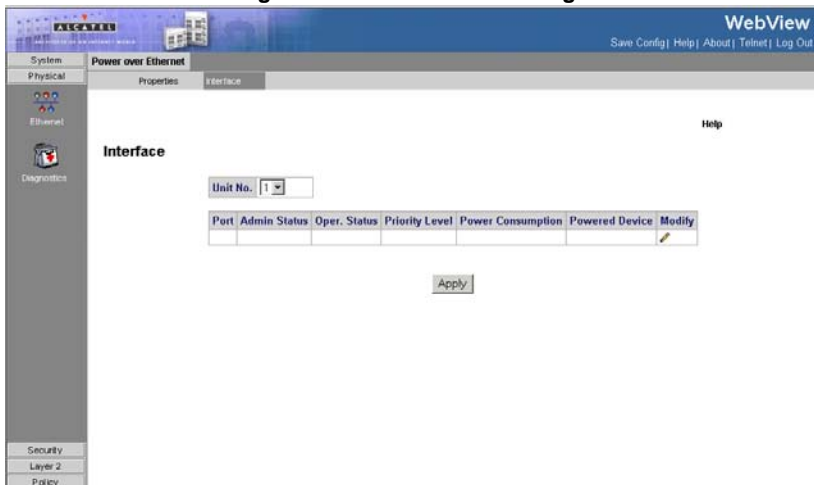 ALCATEL
WebView
Save Config | Help | About | Telnet | Log Out
System
Power over Ethernet
Physical
Properties
Interface
Ethernet
Help
Interface
Diagnostics
Unit No. 1
Port Admin Status Oper. Status Priority Level Power Consumption Powered Device Modify
Apply
Security
Layer 2
Policy